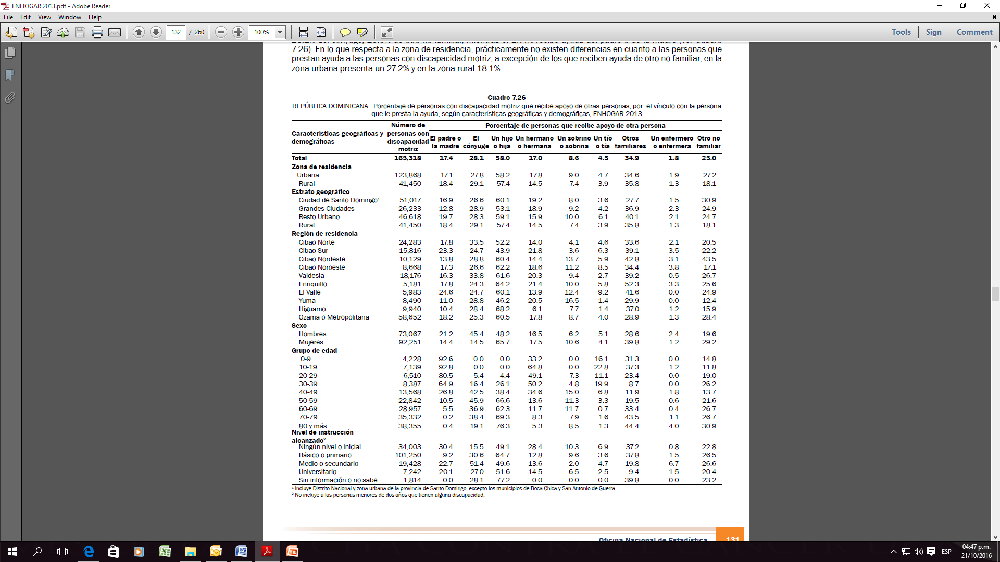 ENHOGAR 2013.pdf - Adobe Reader
File Edit View Window Help
132 / 260 100% Tools Sign Comment
7.26). En lo que respecta a la zona de residencia, prácticamente no existen diferencias en cuanto a las personas que
prestan ayuda a las personas con discapacidad motriz, a excepción de los que reciben ayuda de otro no familiar, en la
zona urbana presenta un 27.2% y en la zona rural 18.1%.
Cuadro 7.26
REPÚBLICA DOMINICANA: Porcentaje de personas con discapacidad motriz que recibe apoyo de otras personas, por el vínculo con la persona
que le presta la ayuda, según características geográficas y demográficas, ENHOGAR-2013
Características geográficas y demográficas
Número de personas con discapacidad motriz
Porcentaje de personas que recibe apoyo de otra persona
El padre o la madre
El cónyuge
Un hijo o hija
Un hermano o hermana
Un sobrino o sobrina
Un tío o tía
Otros familiares
Un enfermero o enfermera
Otro no familiar
Total 165,318 17.4 28.1 58.0 17.0 8.6 4.5 34.9 1.8 25.0
Zona de residencia
Urbana 123,868 17.1 27.8 58.2 17.8 9.0 4.7 34.6 1.9 27.2
Rural 41,450 18.4 29.1 57.4 14.5 7.4 3.9 35.8 1.3 18.1
Estrato geográfico
Ciudad de Santo Domingo¹ 51,017 16.9 26.6 60.1 19.2 8.0 3.6 27.7 1.5 30.9
Grandes Ciudades 26,233 12.8 28.9 53.1 18.9 9.2 4.2 36.9 2.3 24.9
Resto Urbano 46,618 19.7 28.3 59.1 15.9 10.0 6.1 40.1 2.1 24.7
Rural 41,450 18.4 29.1 57.4 14.5 7.4 3.9 35.8 1.3 18.1
Región de residencia
Cibao Norte 24,283 17.8 33.5 52.2 14.0 4.1 4.6 33.6 2.1 20.5
Cibao Sur 15,816 23.3 24.7 43.9 21.8 3.6 6.3 39.1 3.5 22.2
Cibao Nordeste 10,129 13.8 28.8 60.4 14.4 13.7 5.9 42.8 3.1 43.5
Cibao Noroeste 8,668 17.3 26.6 62.2 18.6 11.2 8.5 34.4 3.8 17.1
Valdesia 18,176 16.3 33.8 61.6 20.3 9.4 2.7 39.2 0.5 26.7
Enriquillo 5,181 17.8 24.3 64.2 21.4 10.0 5.8 52.3 3.3 25.6
El Valle 5,983 24.6 24.7 60.1 13.9 12.4 9.2 41.6 0.0 24.9
Yuma 8,490 11.0 28.8 46.2 20.5 16.5 1.4 29.9 0.0 12.4
Higuamo 9,940 10.4 28.4 68.2 6.1 7.7 1.4 37.0 1.2 15.9
Ozama o Metropolitana 58,652 18.2 25.3 60.5 17.8 8.7 4.0 28.9 1.3 28.4
Sexo
Hombres 73,067 21.2 45.4 48.2 16.5 6.2 5.1 28.6 2.4 19.6
Mujeres 92,251 14.4 14.5 65.7 17.5 10.6 4.1 39.8 1.2 29.2
Grupo de edad
0-9 4,228 92.6 0.0 0.0 33.2 0.0 16.1 31.3 0.0 14.8
10-19 7,139 92.8 0.0 0.0 64.8 0.0 22.8 37.3 1.2 11.8
20-29 6,510 80.5 5.4 4.4 49.1 7.3 11.1 23.4 0.0 19.0
30-39 8,387 64.9 16.4 26.1 50.2 4.8 19.9 8.7 0.0 26.2
40-49 13,568 26.8 42.5 38.4 34.6 15.0 6.8 11.9 1.8 13.7
50-59 22,842 10.5 45.9 66.6 13.6 11.3 3.3 19.5 0.6 21.6
60-69 28,957 5.5 36.9 62.3 11.7 11.7 0.7 33.4 0.4 26.7
70-79 35,332 0.2 38.4 69.3 8.3 7.9 1.6 43.5 1.1 26.7
80 y más 38,355 0.4 19.1 76.3 5.3 8.5 1.3 44.4 4.0 30.9
Nivel de instrucción
alcanzado²
Ningún nivel o inicial 34,003 30.4 15.5 49.1 28.4 10.3 6.9 37.2 0.8 22.8
Básico o primario 101,250 9.2 30.6 64.7 12.8 9.6 3.6 37.8 1.5 26.5
Medio o secundario 19,428 22.7 51.4 49.6 13.6 2.0 4.7 19.8 6.7 26.6
Universitario 7,242 20.1 27.0 51.6 14.5 6.5 2.5 9.4 1.5 20.4
Sin información o no sabe 1,814 0.0 28.1 77.2 0.0 0.0 0.0 39.8 0.0 23.2
¹ Incluye Distrito Nacional y zona urbana de la provincia de Santo Domingo, excepto los municipios de Boca Chica y San Antonio de Guerra.
² No incluye a las personas menores de dos años que tienen alguna discapacidad.
Oficina Nacional de Estadística 131
ESP 04:47 p.m.
21/10/2016